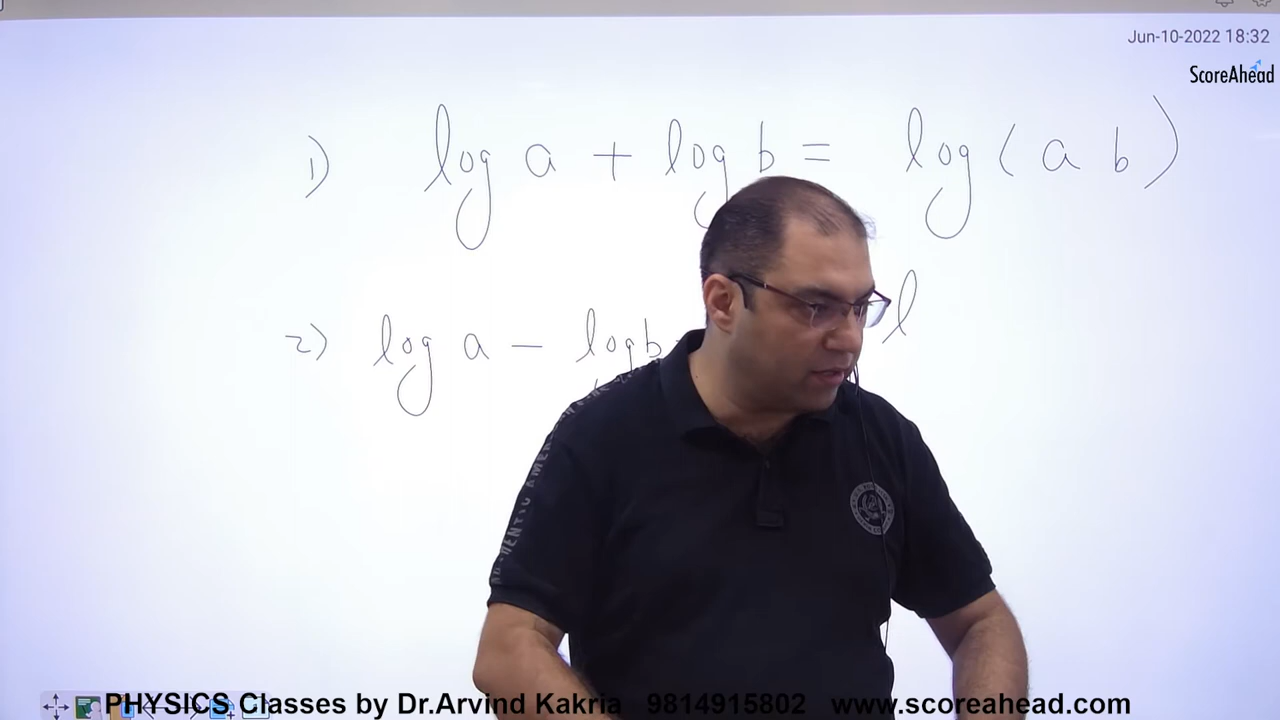 Jun-10-2022 18:32
ScoreAhead
1) log a + log b = log (a b)
2) log a - log b l
PHYSICS Classes by Dr.Arvind Kakria 9814915802 www.scoreahead.com